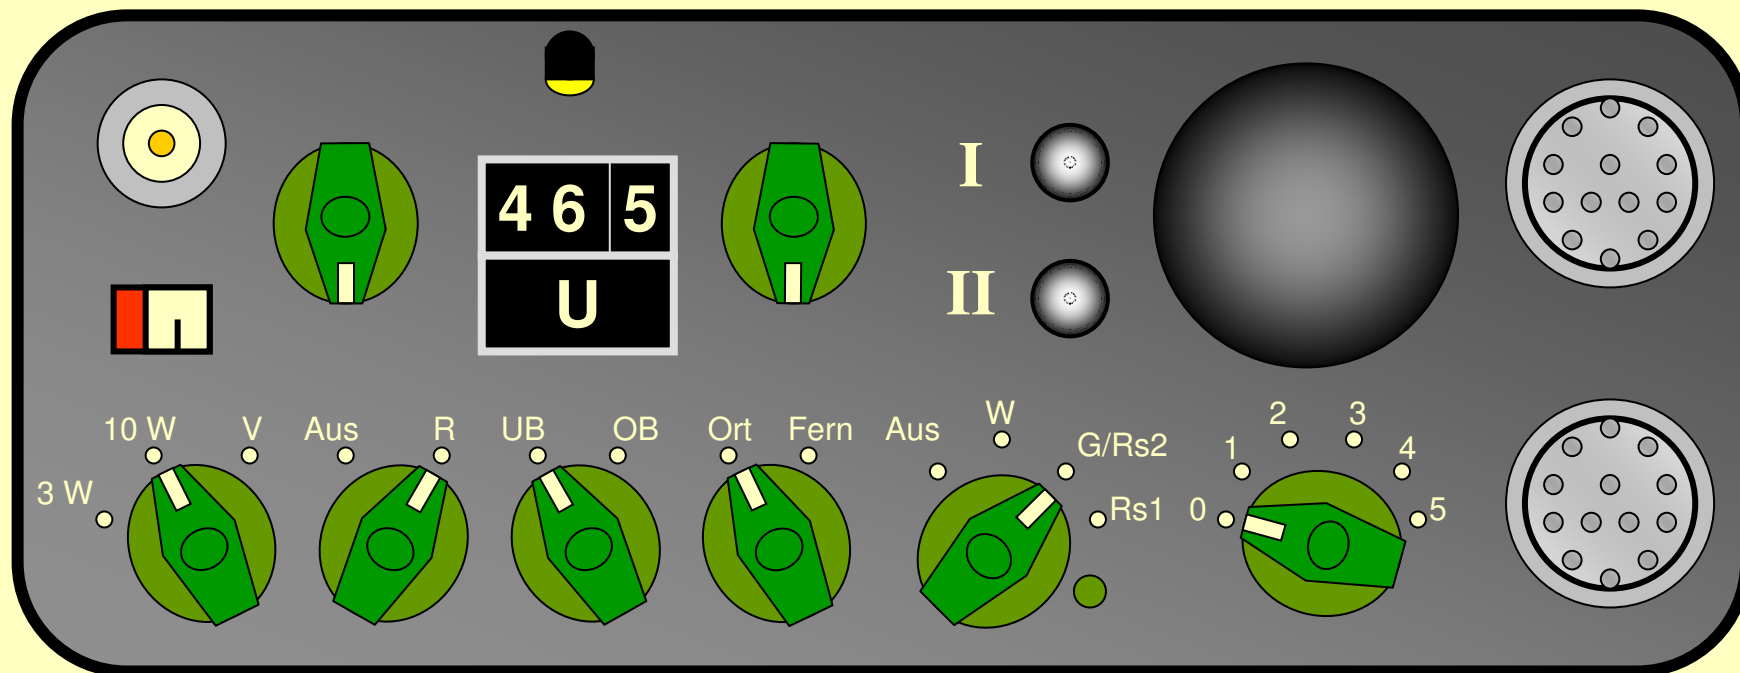 I
4 6 5
II
U
10 W V Aus R UB OB Ort Fern Aus W G/Rs2 1 2 3 4
3 W Rs1 0 5